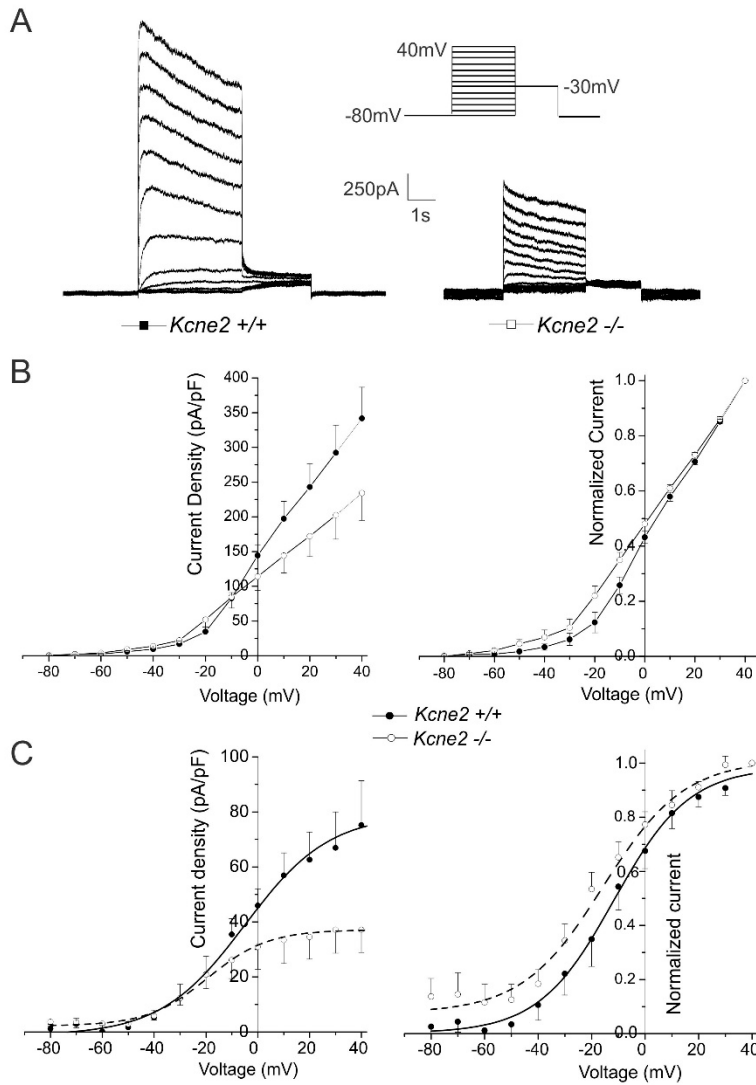 A
40mV
-30mV
-80mV
250pA
1s
Kcne2 +/+
Kcne2 -/-
B
Current Density (pA/pF)
400
350
300
250
200
150
100
50
0
-80 -60 -40 -20 0 20 40
Voltage (mV)
Normalized Current
1.0
0.8
0.6
0.4
0.2
0.0
-80 -60 -40 -20 0 20 40
Voltage (mV)
Kcne2 +/+
Kcne2 -/-
C
Current density (pA/pF)
100
80
60
40
20
0
-80 -60 -40 -20 0 20 40
Voltage (mV)
Normalized current
1.0
0.8
0.6
0.4
0.2
0.0
-80 -60 -40 -20 0 20 40
Voltage (mV)